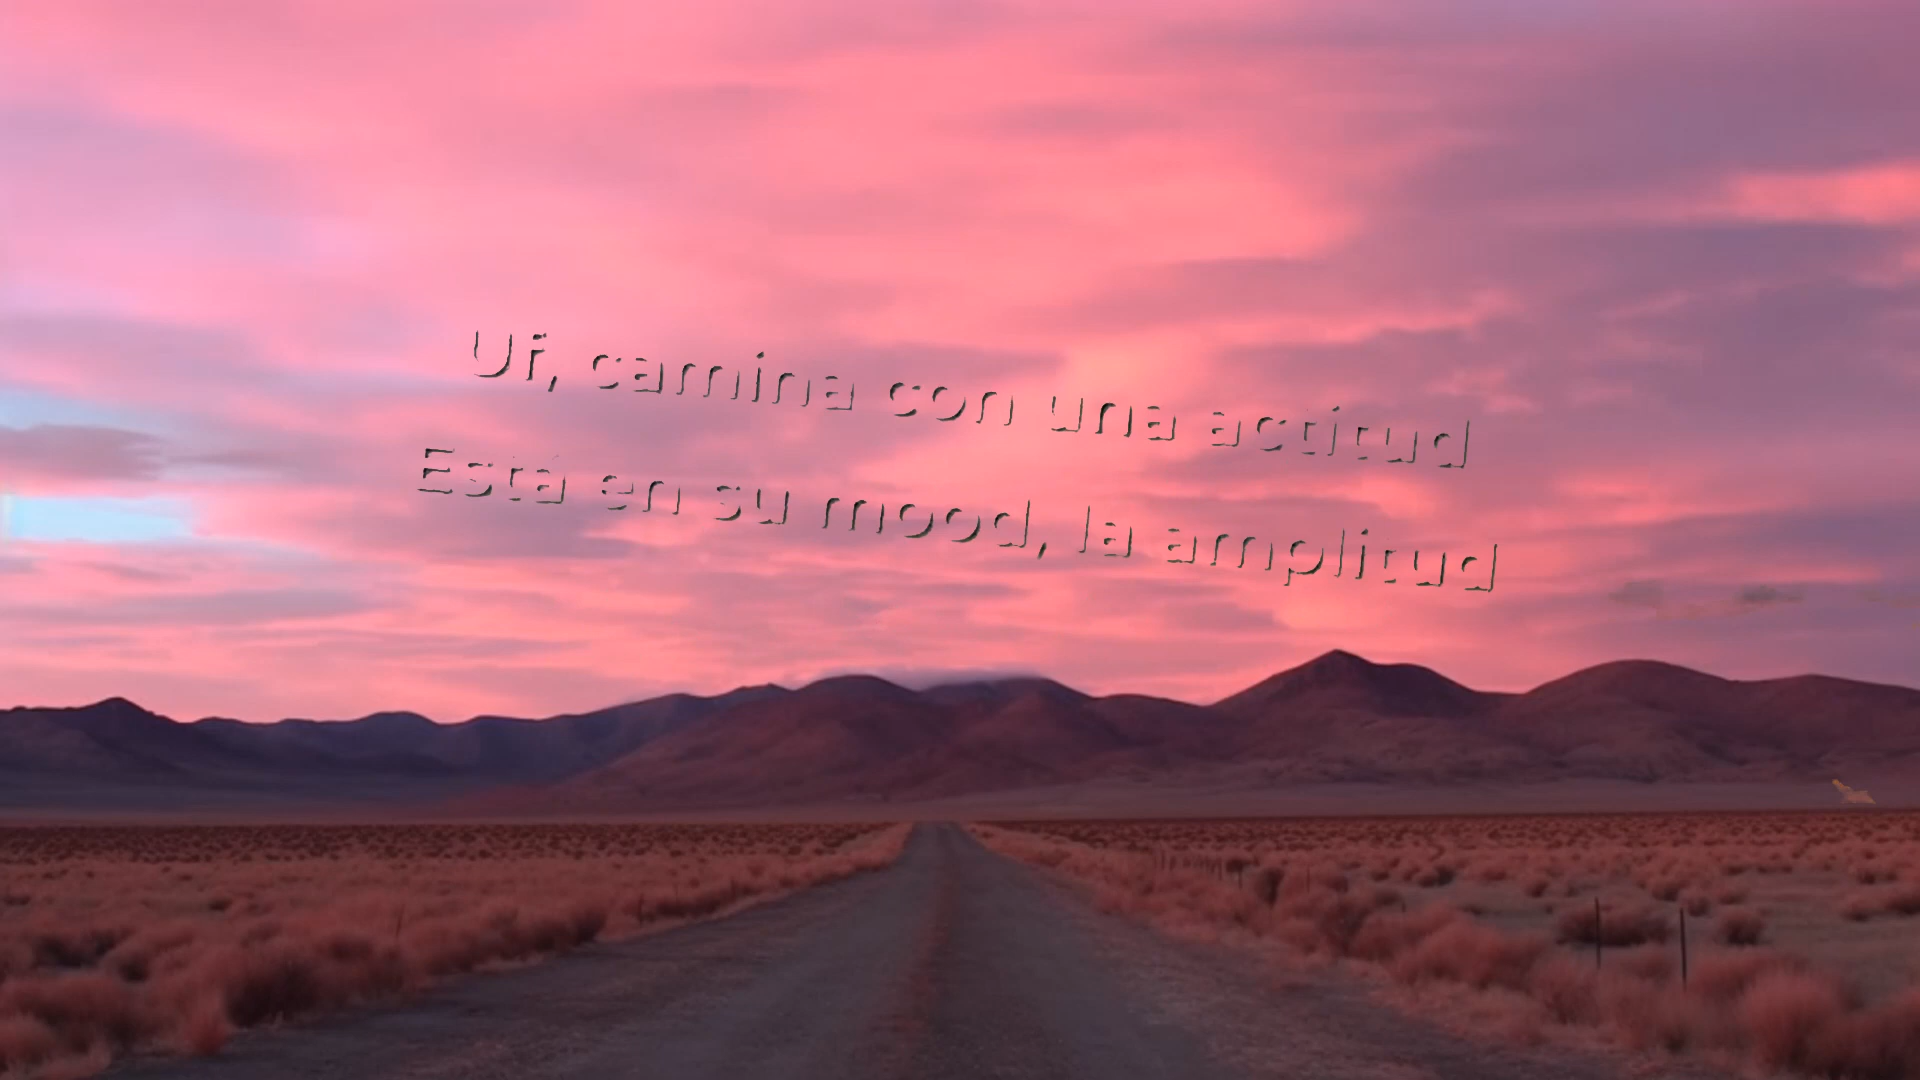 Uf, camina con una actitud
Está en su mood, la amplitud